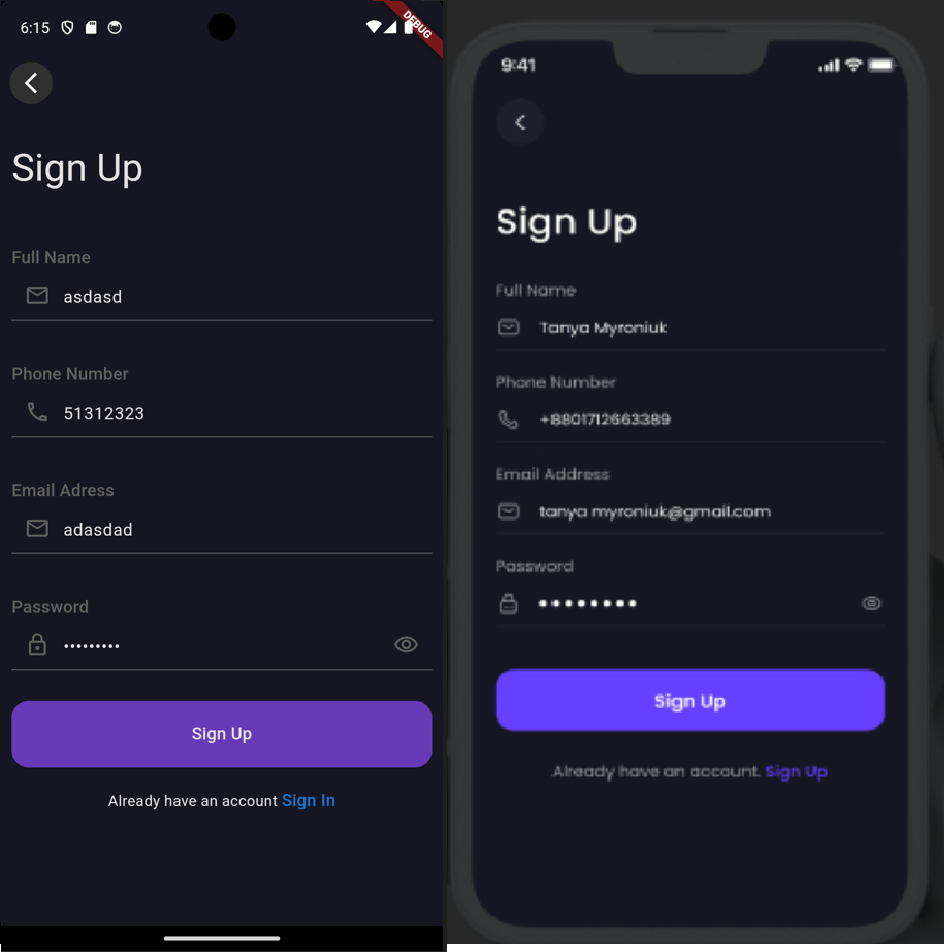 6:15
DEBUG
Sign Up
Full Name
asdasd
Phone Number
51312323
Email Adress
adasdad
Password
•••••••••
Sign Up
Already have an account Sign In
9:41
Sign Up
Full Name
Tanya Myroniuk
Phone Number
+8801712663389
Email Address
tanya myroniuk@gmail.com
Password
••••••••
Sign Up
Already have an account. Sign Up